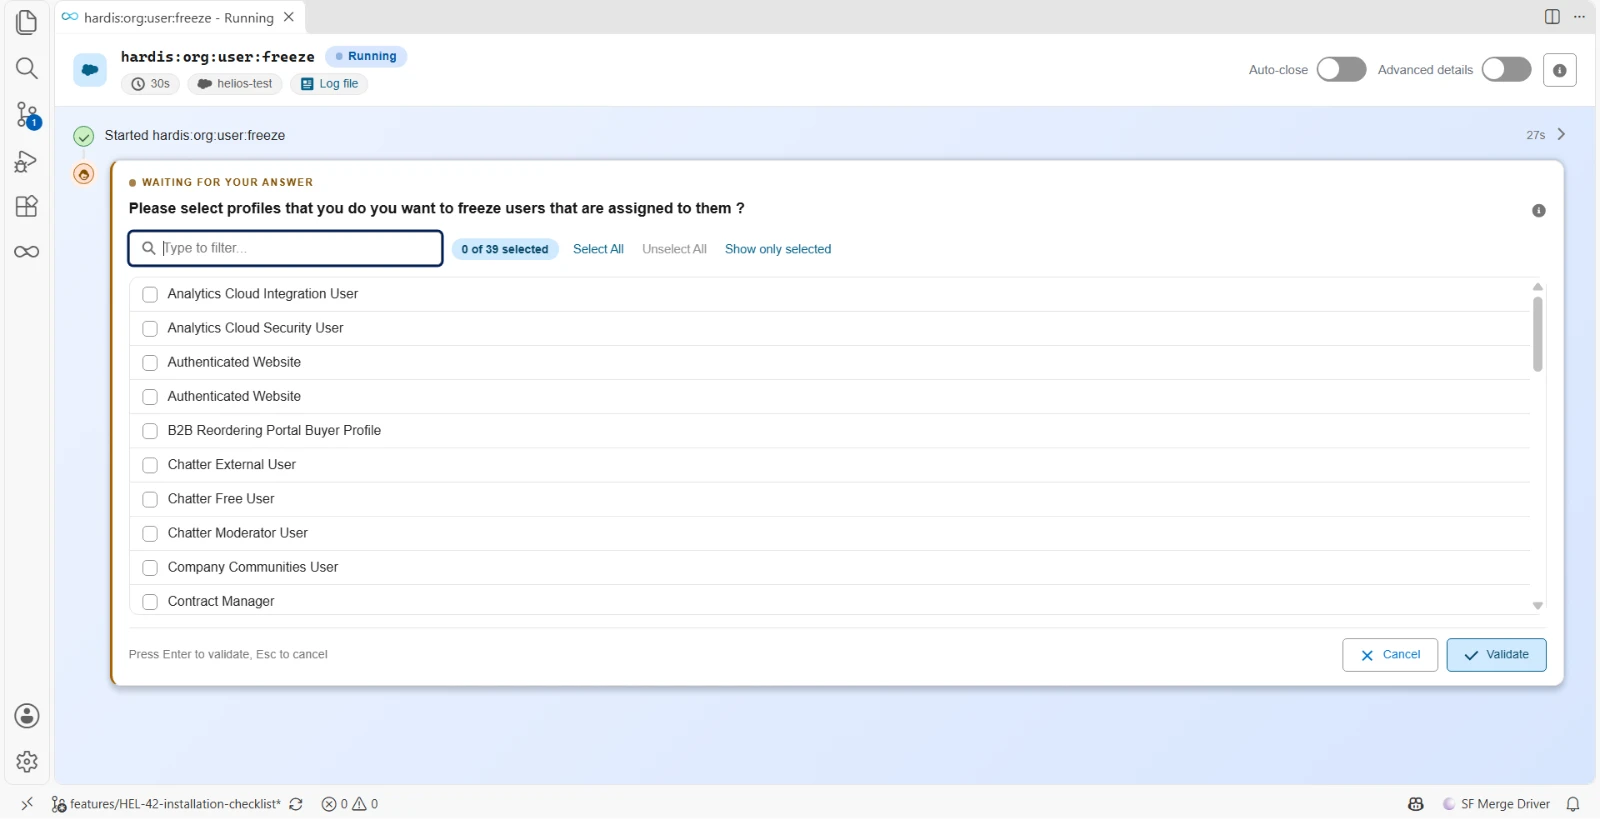 hardis:org:user:freeze - Running
hardis:org:user:freeze Running
30s helios-test Log file
Auto-close Advanced details
1
Started hardis:org:user:freeze 27s
WAITING FOR YOUR ANSWER
Please select profiles that you do you want to freeze users that are assigned to them ?
Type to filter... 0 of 39 selected Select All Unselect All Show only selected
Analytics Cloud Integration User
Analytics Cloud Security User
Authenticated Website
Authenticated Website
B2B Reordering Portal Buyer Profile
Chatter External User
Chatter Free User
Chatter Moderator User
Company Communities User
Contract Manager
Press Enter to validate, Esc to cancel Cancel Validate
features/HEL-42-installation-checklist* 0 0 SF Merge Driver